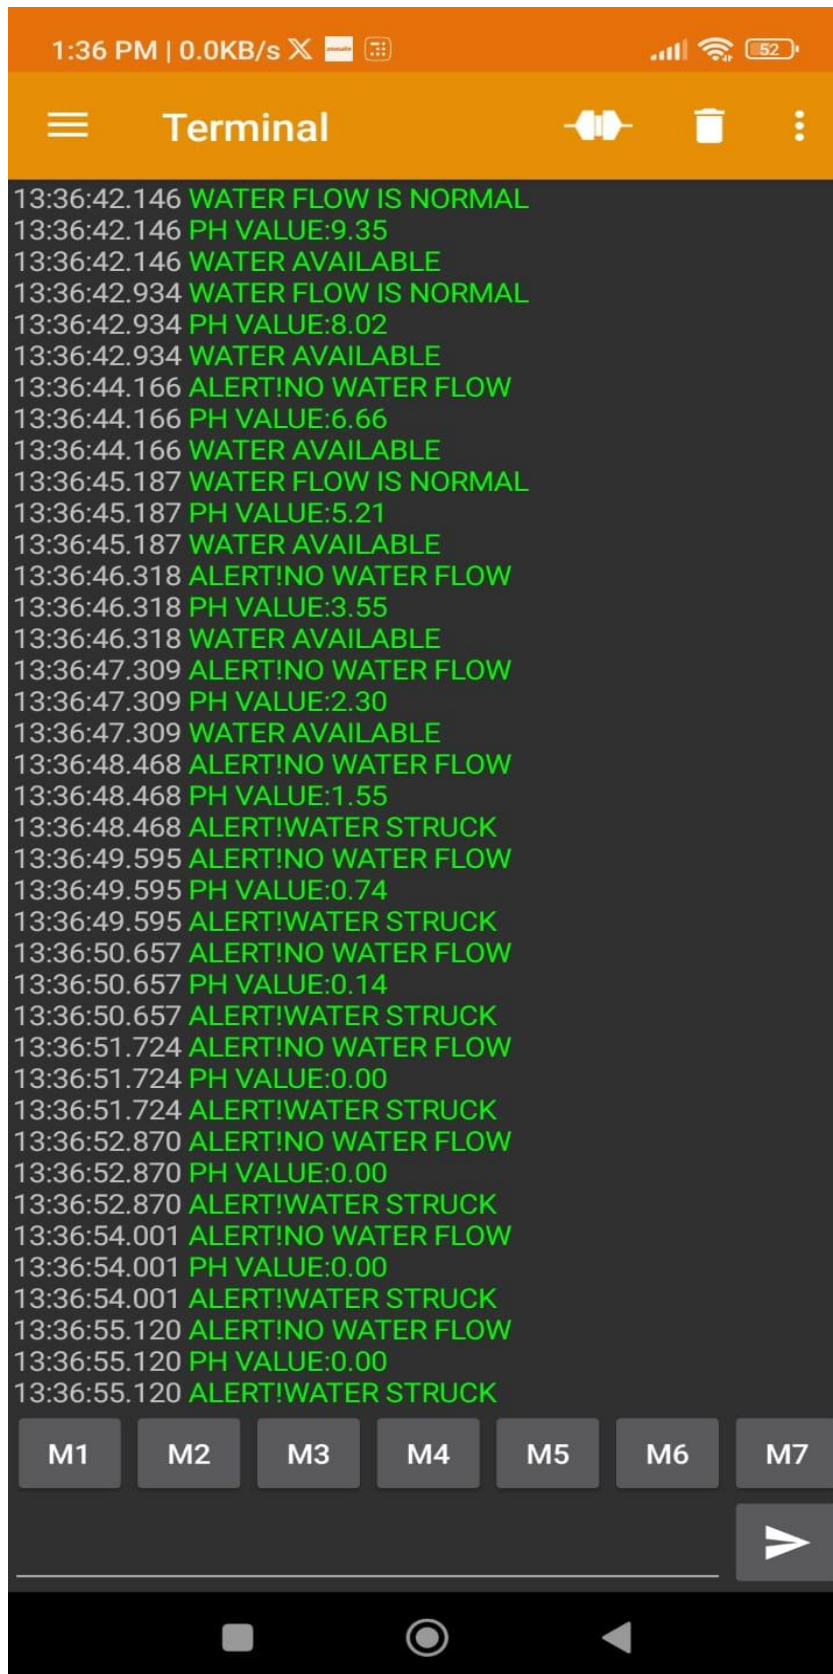 1:36 PM | 0.0KB/s X zomato 52
Terminal
13:36:42.146 WATER FLOW IS NORMAL
13:36:42.146 PH VALUE:9.35
13:36:42.146 WATER AVAILABLE
13:36:42.934 WATER FLOW IS NORMAL
13:36:42.934 PH VALUE:8.02
13:36:42.934 WATER AVAILABLE
13:36:44.166 ALERT!NO WATER FLOW
13:36:44.166 PH VALUE:6.66
13:36:44.166 WATER AVAILABLE
13:36:45.187 WATER FLOW IS NORMAL
13:36:45.187 PH VALUE:5.21
13:36:45.187 WATER AVAILABLE
13:36:46.318 ALERT!NO WATER FLOW
13:36:46.318 PH VALUE:3.55
13:36:46.318 WATER AVAILABLE
13:36:47.309 ALERT!NO WATER FLOW
13:36:47.309 PH VALUE:2.30
13:36:47.309 WATER AVAILABLE
13:36:48.468 ALERT!NO WATER FLOW
13:36:48.468 PH VALUE:1.55
13:36:48.468 ALERT!WATER STRUCK
13:36:49.595 ALERT!NO WATER FLOW
13:36:49.595 PH VALUE:0.74
13:36:49.595 ALERT!WATER STRUCK
13:36:50.657 ALERT!NO WATER FLOW
13:36:50.657 PH VALUE:0.14
13:36:50.657 ALERT!WATER STRUCK
13:36:51.724 ALERT!NO WATER FLOW
13:36:51.724 PH VALUE:0.00
13:36:51.724 ALERT!WATER STRUCK
13:36:52.870 ALERT!NO WATER FLOW
13:36:52.870 PH VALUE:0.00
13:36:52.870 ALERT!WATER STRUCK
13:36:54.001 ALERT!NO WATER FLOW
13:36:54.001 PH VALUE:0.00
13:36:54.001 ALERT!WATER STRUCK
13:36:55.120 ALERT!NO WATER FLOW
13:36:55.120 PH VALUE:0.00
13:36:55.120 ALERT!WATER STRUCK
M1 M2 M3 M4 M5 M6 M7